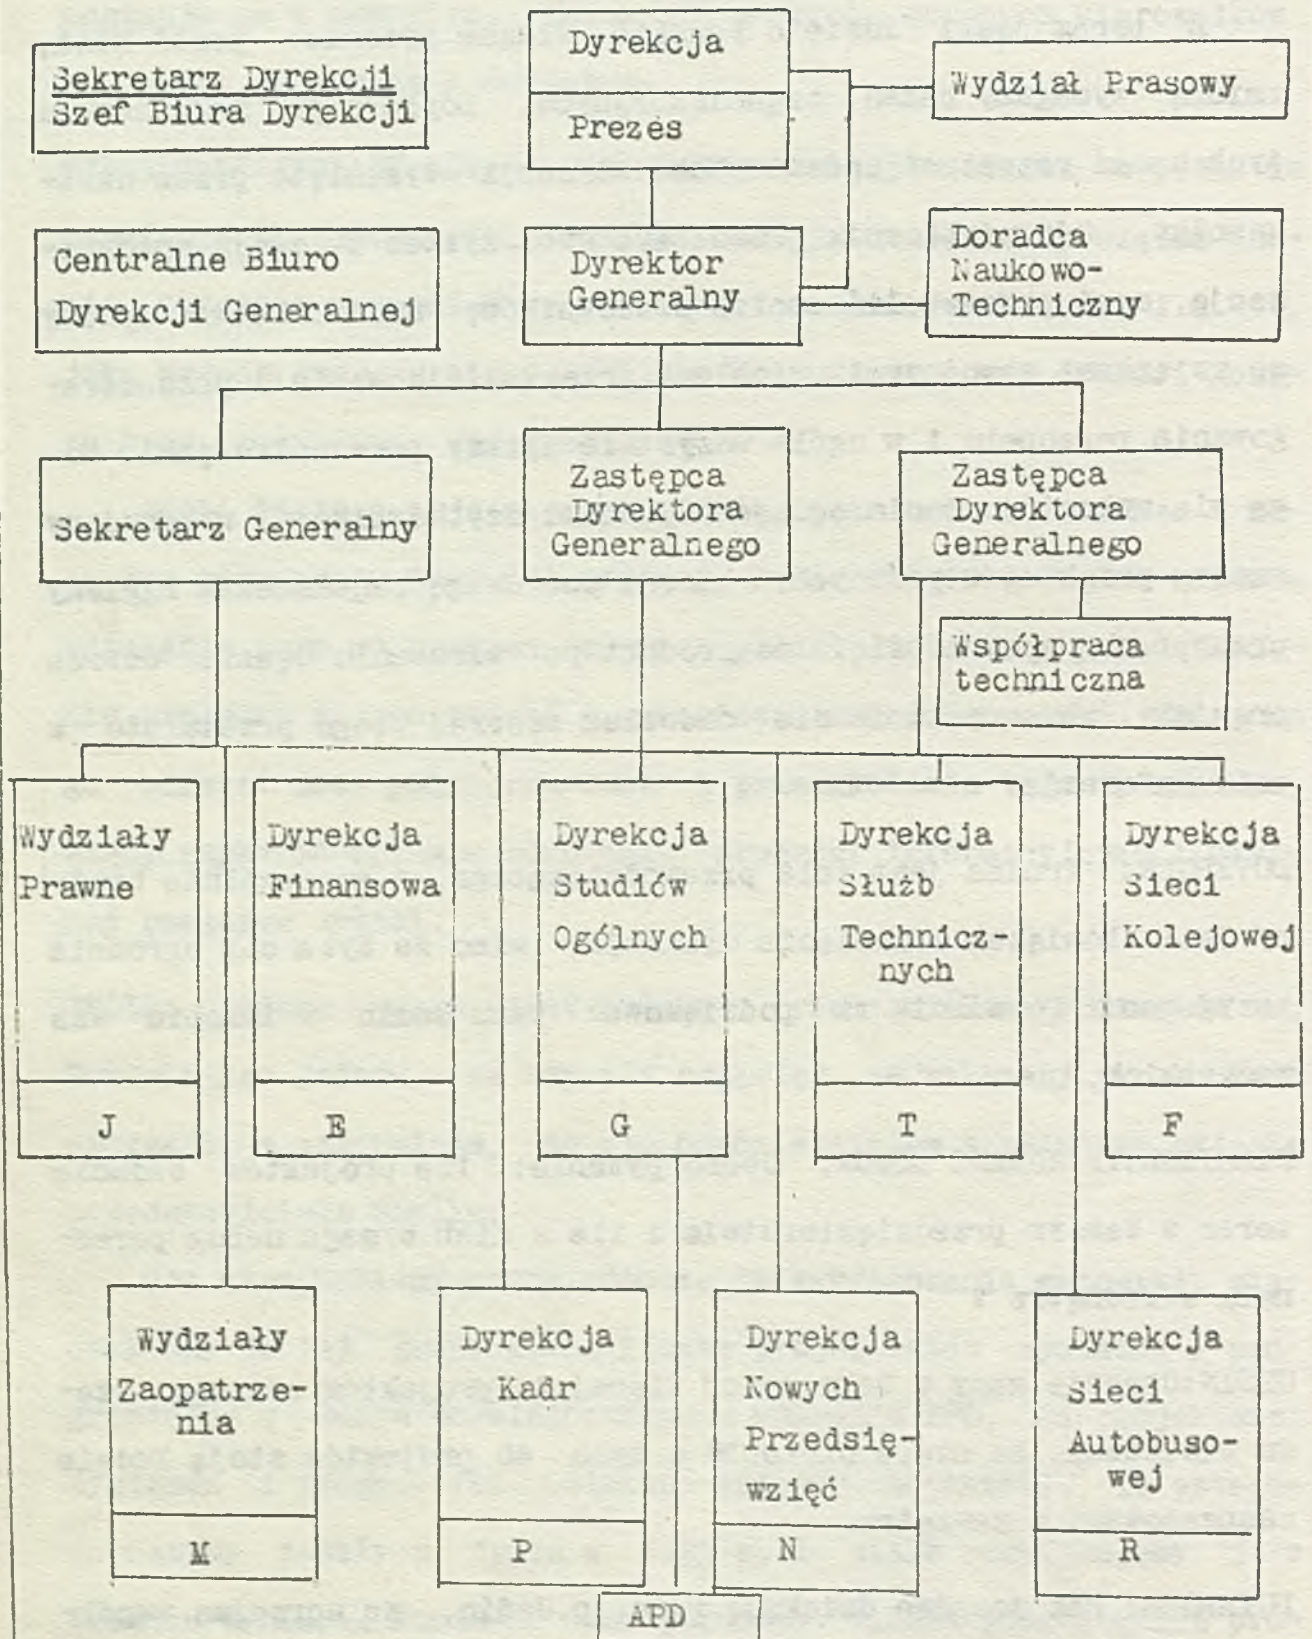 Sekretarz Dyrekcji
Szef Biura Dyrekcji
Dyrekcja
Prezes
Wydział Prasowy
Centralne Biuro
Dyrekcji Generalnej
Dyrektor
Generalny
Doradca
Naukowo-
Techniczny
Sekretarz Generalny
Zastępca
Dyrektora
Generalnego
Zastępca
Dyrektora
Generalnego
Współpraca
techniczna
Wydziały
Prawne
J
Dyrekcja
Finansowa
E
Dyrekcja
Studiów
Ogólnych
G
Dyrekcja
Służb
Technicz-
nych
T
Dyrekcja
Sieci
Kolejowej
F
Wydziały
Zaopatrze-
nia
M
Dyrekcja
Kadr
P
Dyrekcja
Nowych
Przedsię-
wzięć
N
Dyrekcja
Sieci
Autobuso-
wej
R
APD